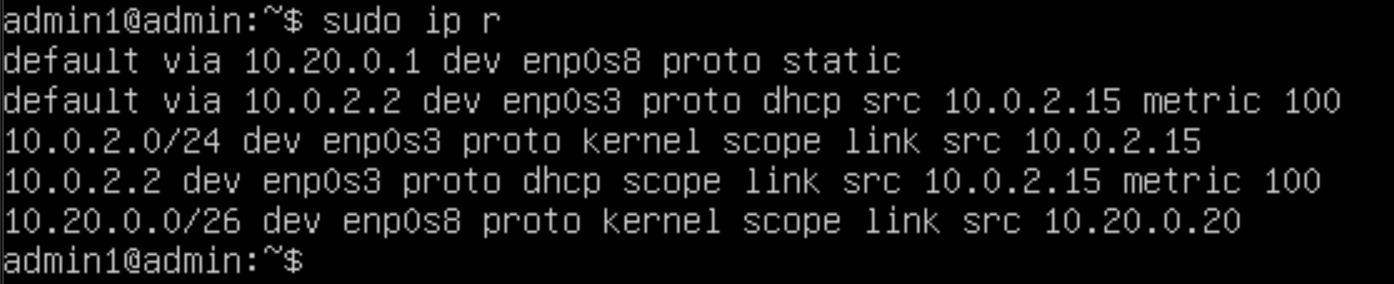 admin1@admin:~$ sudo ip r
default via 10.20.0.1 dev enp0s8 proto static
default via 10.0.2.2 dev enp0s3 proto dhcp src 10.0.2.15 metric 100
10.0.2.0/24 dev enp0s3 proto kernel scope link src 10.0.2.15
10.0.2.2 dev enp0s3 proto dhcp scope link src 10.0.2.15 metric 100
10.20.0.0/26 dev enp0s8 proto kernel scope link src 10.20.0.20
admin1@admin:~$